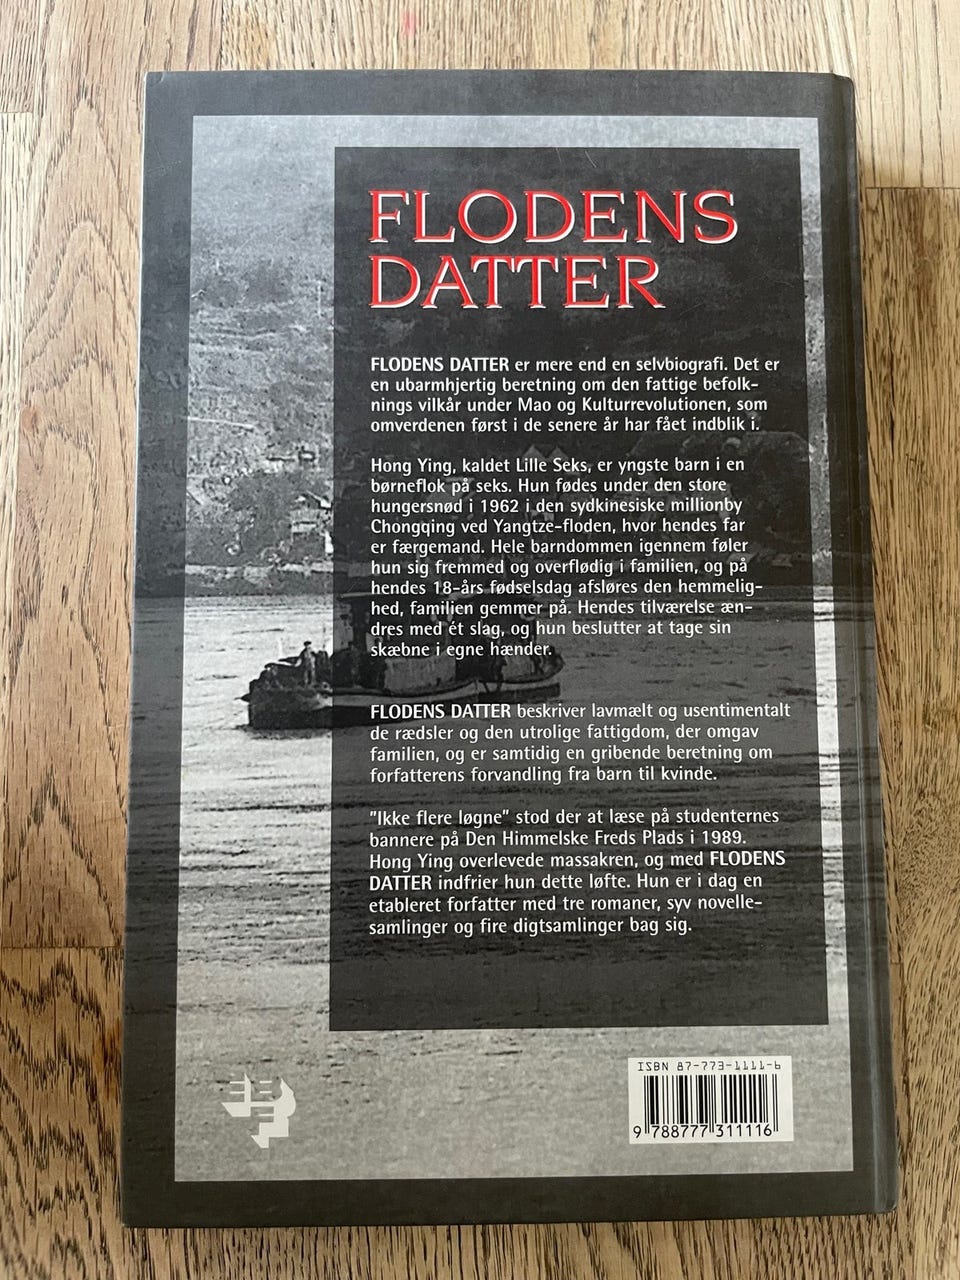 FLODENS
DATTER
FLODENS DATTER er mere end en selvbiografi. Det er
en ubarmhjertig beretning om den fattige befolk-
nings vilkår under Mao og Kulturrevolutionen, som
omverdenen først i de senere år har fået indblik i.
Hong Ying, kaldet Lille Seks, er yngste barn i en
børneflok på seks. Hun fødes under den store
hungersnød i 1962 i den sydkinesiske millionby
Chongqing ved Yangtze-floden, hvor hendes far
er færgemand. Hele barndommen igennem føler
hun sig fremmed og overflødig i familien, og på
hendes 18-års fødselsdag afsløres den hemmelig-
hed, familien gemmer på. Hendes tilværelse æn-
dres med ét slag, og hun beslutter at tage sin
skæbne i egne hænder.
FLODENS DATTER beskriver lavmælt og usentimentalt
de rædsler og den utrolige fattigdom, der omgav
familien, og er samtidig en gribende beretning om
forfatterens forvandling fra barn til kvinde.
"Ikke flere løgne" stod der at læse på studenternes
bannere på Den Himmelske Freds Plads i 1989.
Hong Ying overlevede massakren, og med FLODENS
DATTER indfrier hun dette løfte. Hun er i dag en
etableret forfatter med tre romaner, syv novelle-
samlinger og fire digtsamlinger bag sig.
ISBN 87-773-1111-6
9 788777 311116